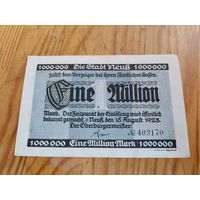 1000000 Die Stadt Neuß 1000000
zahlt dem Vorzeiger bei ihren sämtlichen Kassen
Eine Million
Mark. Der Zeitpunkt der Einlösung wird öffentlich
bekannt gemacht. Neuß den 15. August 1923.
Der Oberbürgermeister:
№ 403170
1000000 Eine Million Mark 1000000